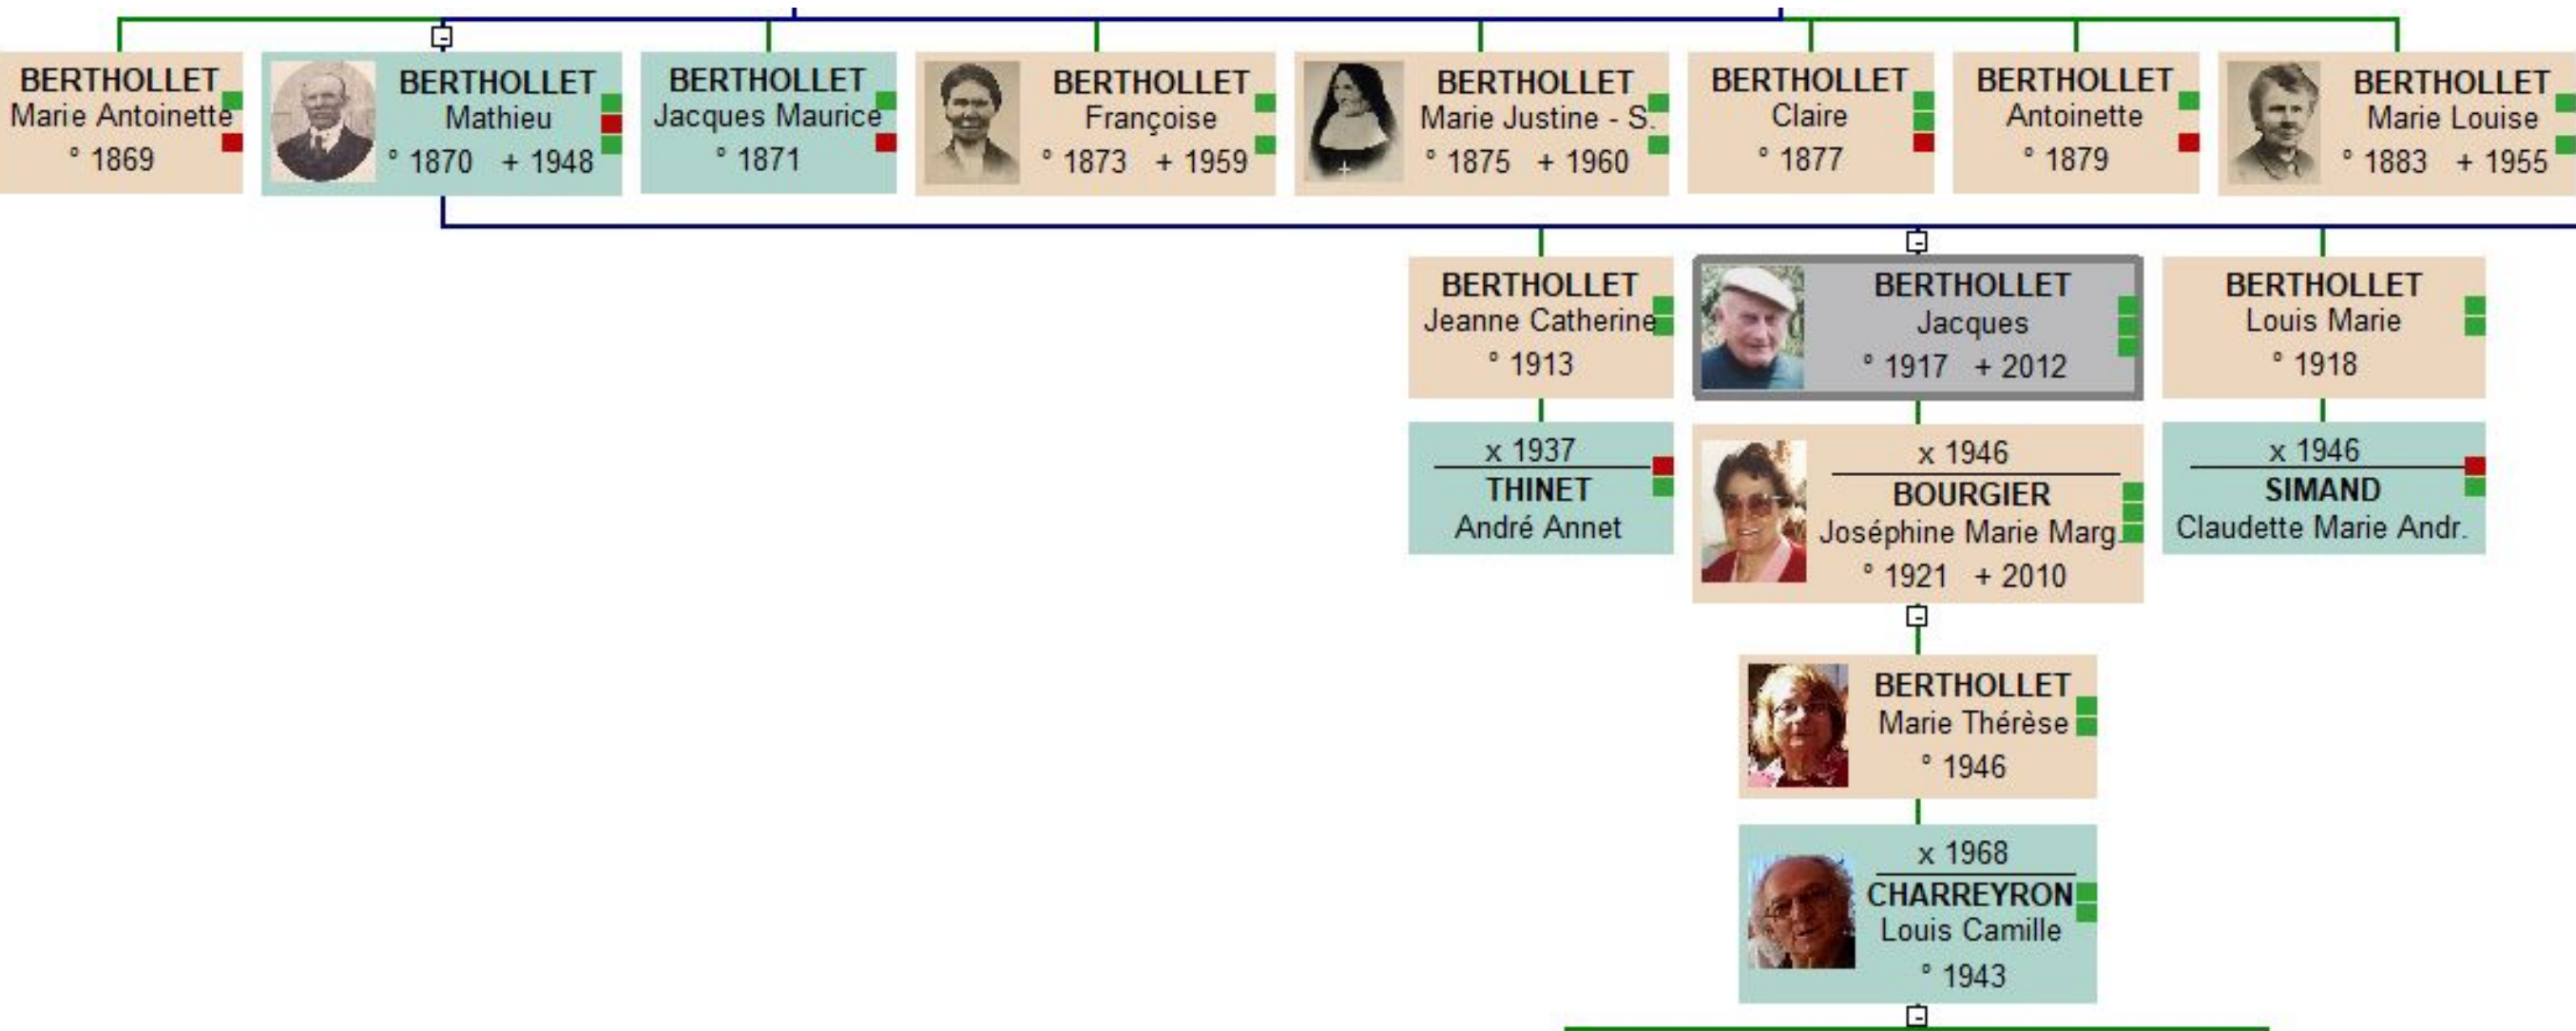 BERTHOLLET
Marie Antoinette
° 1869
BERTHOLLET
Mathieu
° 1870 + 1948
BERTHOLLET
Jacques Maurice
° 1871
BERTHOLLET
Françoise
° 1873 + 1959
BERTHOLLET
Marie Justine - S.
° 1875 + 1960
BERTHOLLET
Claire
° 1877
BERTHOLLET
Antoinette
° 1879
BERTHOLLET
Marie Louise
° 1883 + 1955
BERTHOLLET
Jeanne Catherine
° 1913
x 1937
THINET
André Annet
BERTHOLLET
Jacques
° 1917 + 2012
x 1946
BOURGIER
Joséphine Marie Marg.
° 1921 + 2010
BERTHOLLET
Louis Marie
° 1918
x 1946
SIMAND
Claudette Marie Andr.
BERTHOLLET
Marie Thérèse
° 1946
x 1968
CHARREYRON
Louis Camille
° 1943